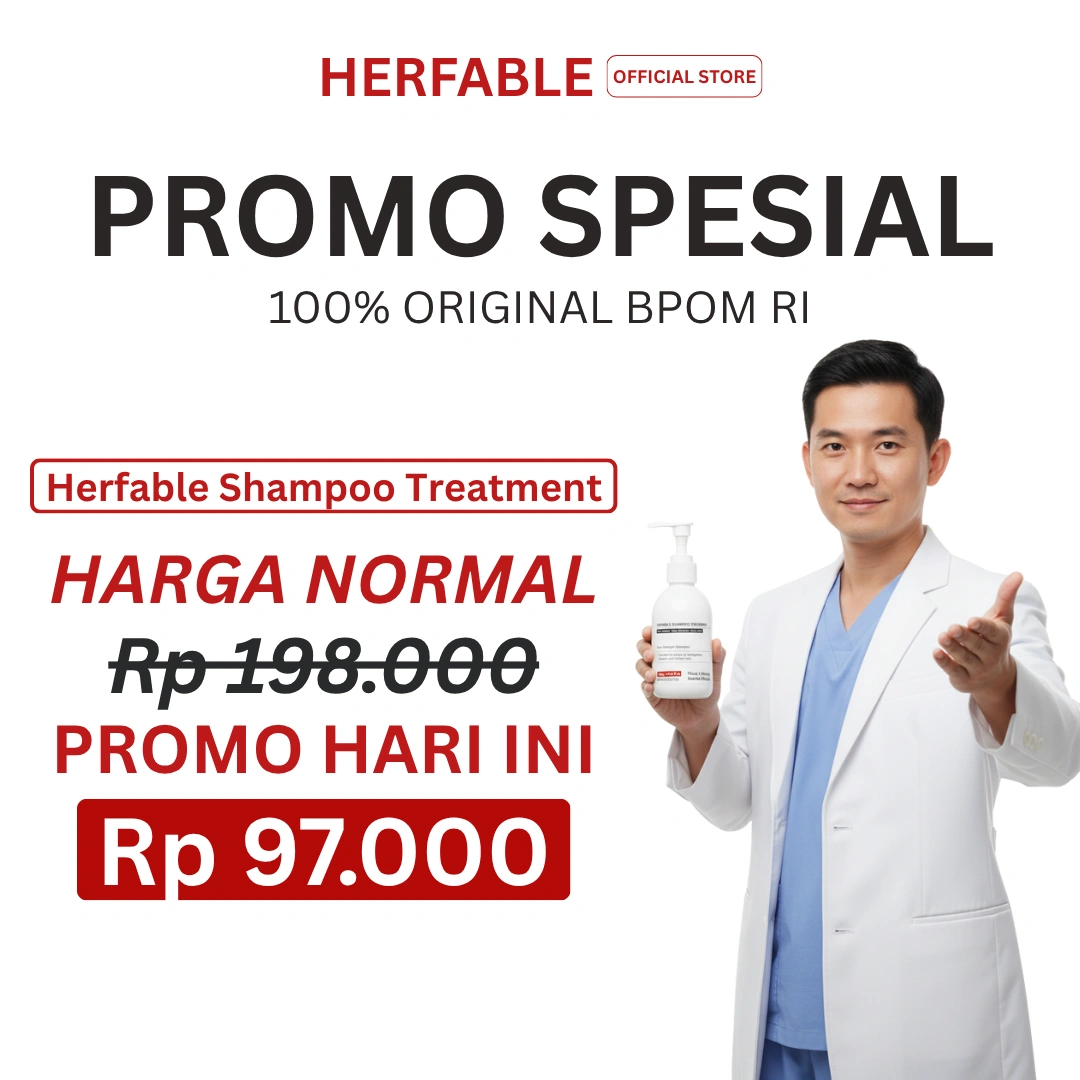 HERFABLE OFFICIAL STORE
PROMO SPESIAL
100% ORIGINAL BPOM RI
Herfable Shampoo Treatment
HARGA NORMAL
Rp 198.000
PROMO HARI INI
Rp 97.000